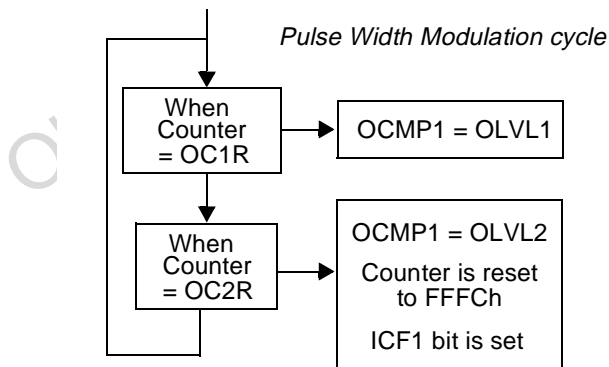 Pulse Width Modulation cycle
When
Counter
= OC1R
OCMP1 = OLVL1
When
Counter
= OC2R
OCMP1 = OLVL2
Counter is reset
to FFFCh
ICF1 bit is set